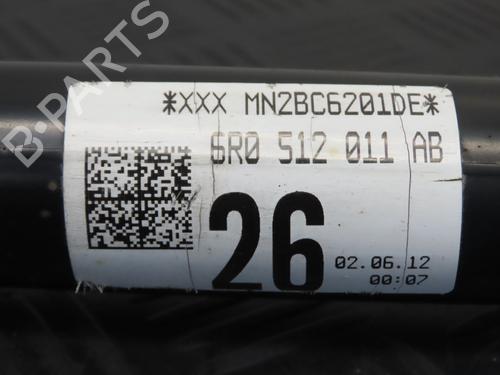 *XXX MN2BC6201DE*
6R0 512 011 AB
26
02.06.12
00:07
B-PARTS